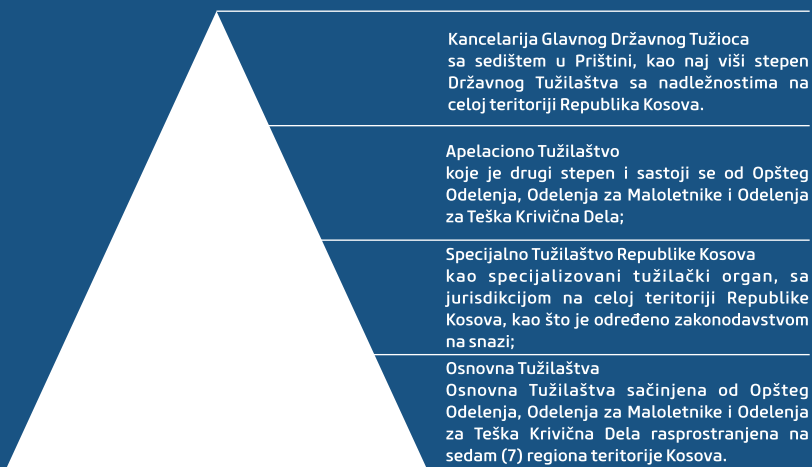 Kancelarija Glavnog Državnog Tužioca
sa sedištem u Prištini, kao naj viši stepen
Državnog Tužilaštva sa nadležnostima na
celoj teritoriji Republika Kosova.
Apelaciono Tužilaštvo
koje je drugi stepen i sastoji se od Opšteg
Odelenja, Odelenja za Maloletnike i Odelenja
za Teška Krivična Dela;
Specijalno Tužilaštvo Republike Kosova
kao specijalizovani tužilački organ, sa
jurisdikcijom na celoj teritoriji Republike
Kosova, kao što je određeno zakonodavstvom
na snazi;
Osnovna Tužilaštva
Osnovna Tužilaštva sačinjena od Opšteg
Odelenja, Odelenja za Maloletnike i Odelenja
za Teška Krivična Dela rasprostranjena na
sedam (7) regiona teritorije Kosova.